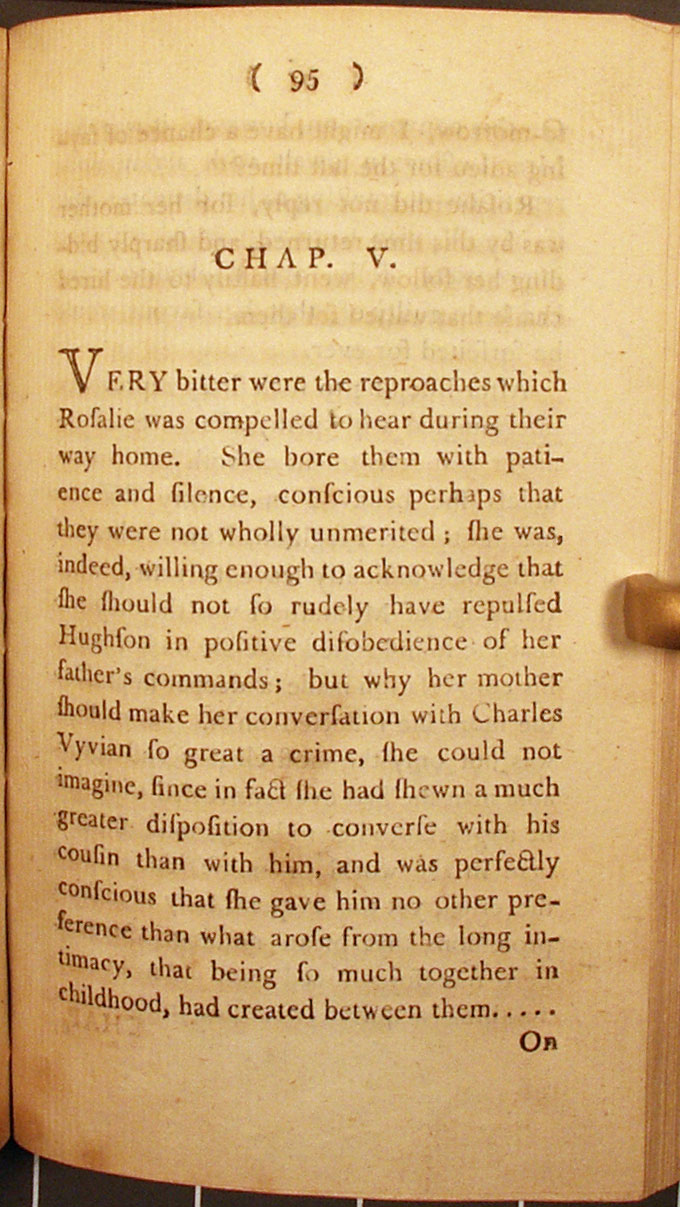 ( 95 )
CHAP. V.
VERY bitter were the reproaches which
Roſalie was compelled to hear during their
way home. She bore them with pati-
ence and ſilence, conſcious perhaps that
they were not wholly unmerited ; ſhe was,
indeed, willing enough to acknowledge that
ſhe ſhould not ſo rudely have repulſed
Hughſon in poſitive diſobedience of her
father's commands; but why her mother
ſhould make her converſation with Charles
Vyvian ſo great a crime, ſhe could not
imagine, ſince in fact ſhe had ſhewn a much
greater diſpoſition to converſe with his
couſin than with him, and was perfectly
conſcious that ſhe gave him no other pre-
ference than what aroſe from the long in-
timacy, that being ſo much together in
childhood, had created between them.....
On